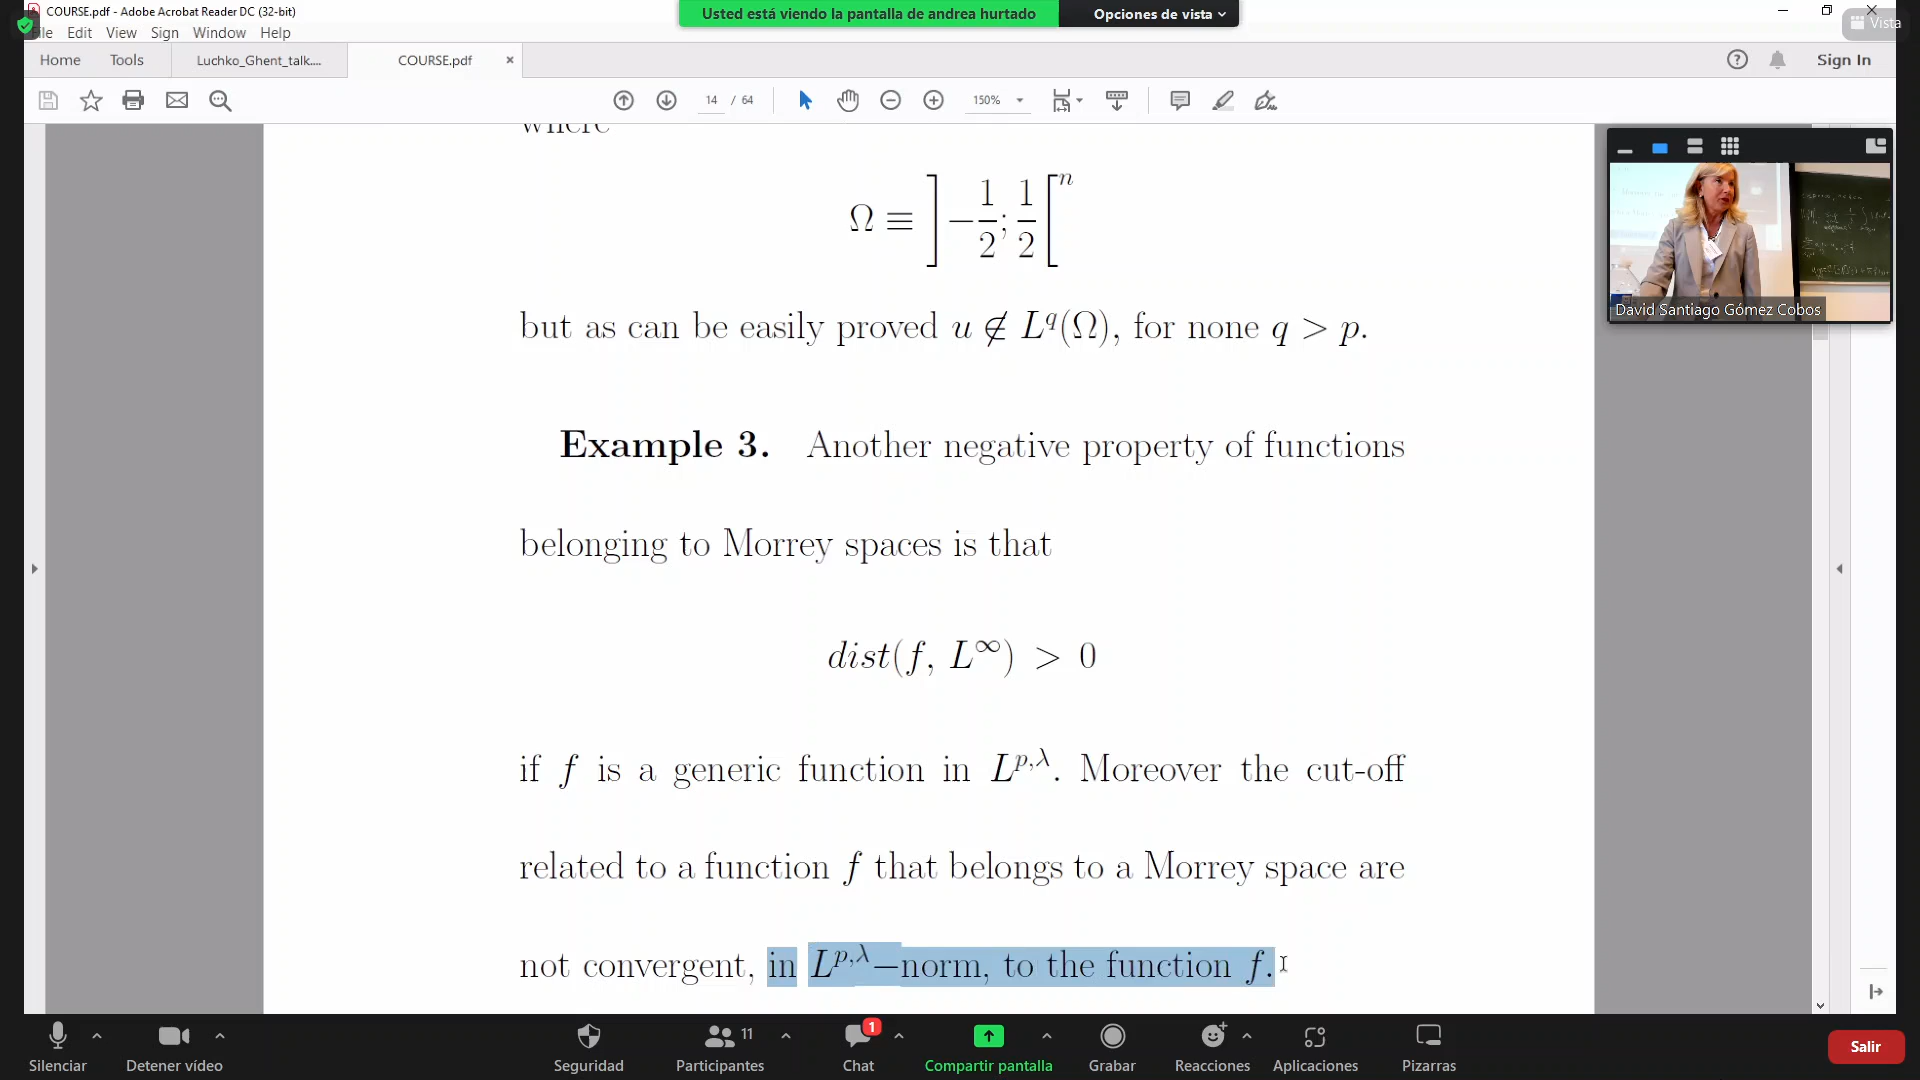 COURSE.pdf - Adobe Acrobat Reader DC (32-bit)
Usted está viendo la pantalla de andrea hurtado
Opciones de vista
Vista
File Edit View Sign Window Help
Home Tools Luchko_Ghent_talk.... COURSE.pdf × Sign In
14 / 64 150%
where
Ω ≡ ]−1/2; 1/2[ⁿ
but as can be easily proved u ∉ L^q(Ω), for none q > p.
Example 3. Another negative property of functions
belonging to Morrey spaces is that
dist(f, L^∞) > 0
if f is a generic function in L^{p,λ}. Moreover the cut-off
related to a function f that belongs to a Morrey space are
not convergent, in L^{p,λ}−norm, to the function f.
David Santiago Gómez Cobos
11
1
Silenciar Detener vídeo Seguridad Participantes Chat Compartir pantalla Grabar Reacciones Aplicaciones Pizarras Salir